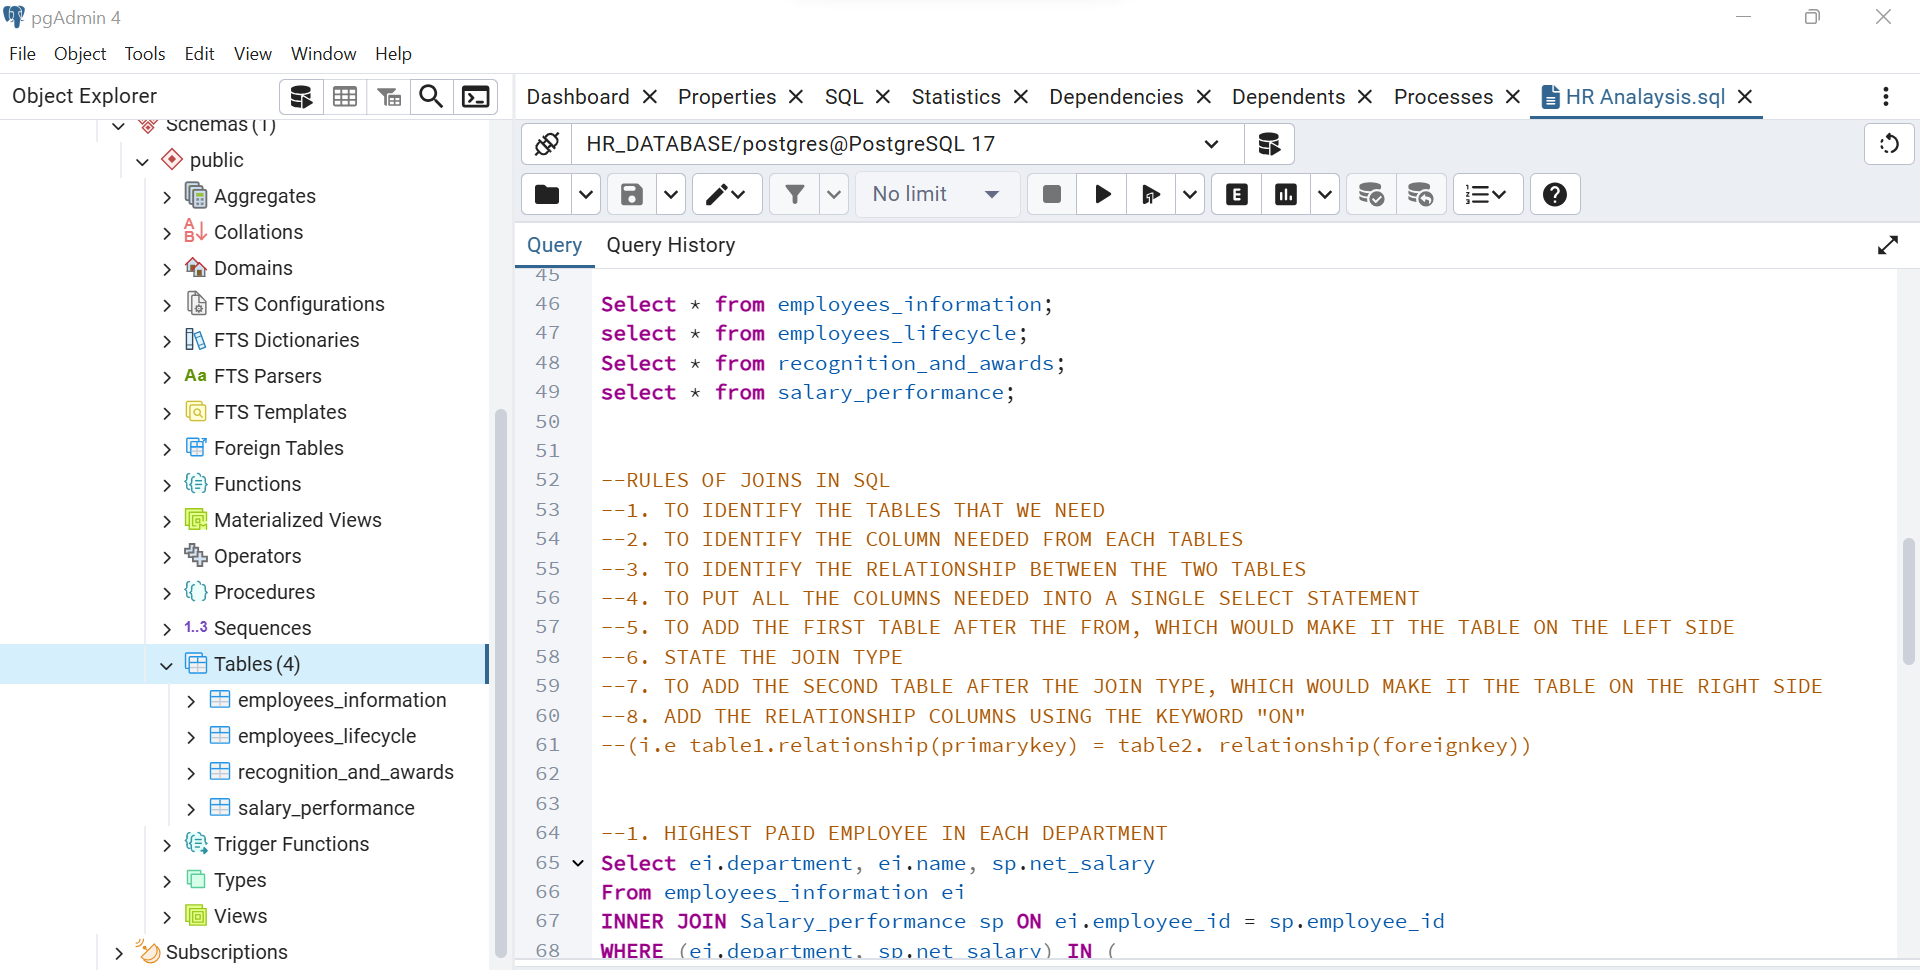 pgAdmin 4
File Object Tools Edit View Window Help
Object Explorer
Dashboard Properties SQL Statistics Dependencies Dependents Processes HR Analaysis.sql
HR_DATABASE/postgres@PostgreSQL 17
No limit
E
Query Query History
Schemas (1)
public
Aggregates
Collations
Domains
FTS Configurations
FTS Dictionaries
Aa FTS Parsers
FTS Templates
Foreign Tables
Functions
Materialized Views
Operators
Procedures
1..3 Sequences
Tables (4)
employees_information
employees_lifecycle
recognition_and_awards
salary_performance
Trigger Functions
Types
Views
Subscriptions
45
46 Select * from employees_information;
47 select * from employees_lifecycle;
48 Select * from recognition_and_awards;
49 select * from salary_performance;
50
51
52 --RULES OF JOINS IN SQL
53 --1. TO IDENTIFY THE TABLES THAT WE NEED
54 --2. TO IDENTIFY THE COLUMN NEEDED FROM EACH TABLES
55 --3. TO IDENTIFY THE RELATIONSHIP BETWEEN THE TWO TABLES
56 --4. TO PUT ALL THE COLUMNS NEEDED INTO A SINGLE SELECT STATEMENT
57 --5. TO ADD THE FIRST TABLE AFTER THE FROM, WHICH WOULD MAKE IT THE TABLE ON THE LEFT SIDE
58 --6. STATE THE JOIN TYPE
59 --7. TO ADD THE SECOND TABLE AFTER THE JOIN TYPE, WHICH WOULD MAKE IT THE TABLE ON THE RIGHT SIDE
60 --8. ADD THE RELATIONSHIP COLUMNS USING THE KEYWORD "ON"
61 --(i.e table1.relationship(primarykey) = table2. relationship(foreignkey))
62
63
64 --1. HIGHEST PAID EMPLOYEE IN EACH DEPARTMENT
65 Select ei.department, ei.name, sp.net_salary
66 From employees_information ei
67 INNER JOIN Salary_performance sp ON ei.employee_id = sp.employee_id
68 WHERE (ei.department, sp.net_salary) IN (